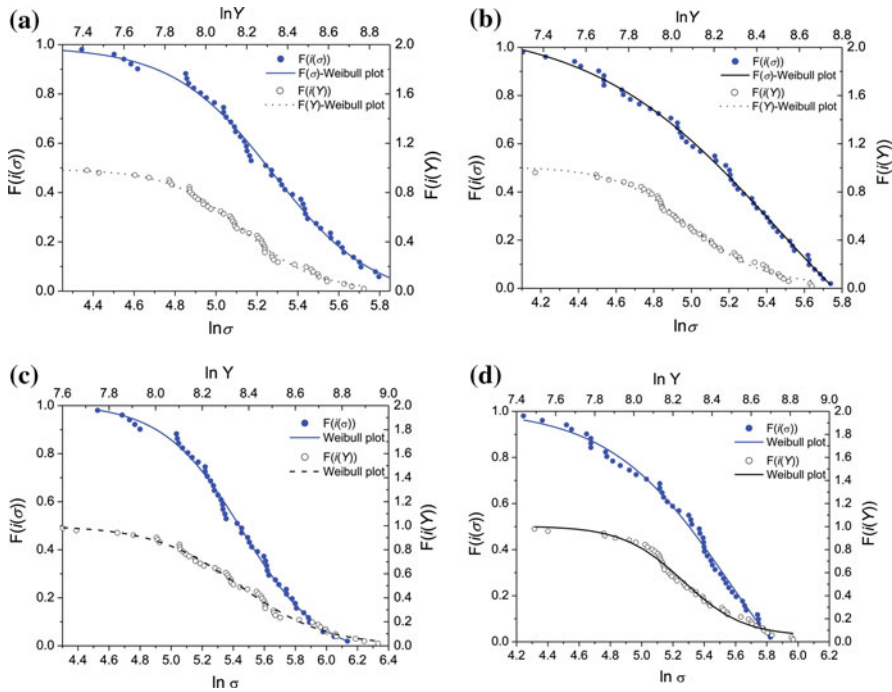 (a)
lnY
7.4 7.6 7.8 8.0 8.2 8.4 8.6 8.8
F(i(σ))
F(σ)-Weibull plot
F(i(Y))
F(Y)-Weibull plot
1.0
0.8
0.6
0.4
0.2
0.0
F(i(σ))
2.0
1.6
1.2
0.8
0.4
0.0
F(i(Y))
4.4 4.6 4.8 5.0 5.2 5.4 5.6 5.8
lnσ
(b)
lnY
7.4 7.6 7.8 8.0 8.2 8.4 8.6 8.8
F(i(σ))
F(σ)-Weibull plot
F(i(Y))
F(Y)-Weibull plot
1.0
0.8
0.6
0.4
0.2
0.0
F(i(σ))
2.0
1.6
1.2
0.8
0.4
0.0
F(i(Y))
4.1 4.4 4.6 4.8 5.0 5.2 5.4 5.6 5.8
lnσ
(c)
ln Y
7.6 7.8 8.0 8.2 8.4 8.6 8.8 9.0
F(i(σ))
Weibull plot
F(i(Y))
Weibull plot
1.0
0.8
0.6
0.4
0.2
0.0
F(i(σ))
2.0
1.8
1.6
1.4
1.2
1.0
0.8
0.6
0.4
0.2
0.0
F(i(Y))
4.3 5.0 5.2 5.4 5.6 5.8 6.0 6.2 6.4
ln σ
(d)
ln Y
7.4 7.6 7.8 8.0 8.2 8.4 8.6 8.8 9.0
F(i(σ))
Weibull plot
F(i(Y))
Weibull plot
1.0
0.8
0.6
0.4
0.2
0.0
F(i(σ))
2.0
1.8
1.6
1.4
1.2
1.0
0.8
0.6
0.4
0.2
0.0
F(i(Y))
4.2 4.4 4.6 4.8 5.0 5.2 5.4 5.6 5.8 6.0 6.2
ln σ